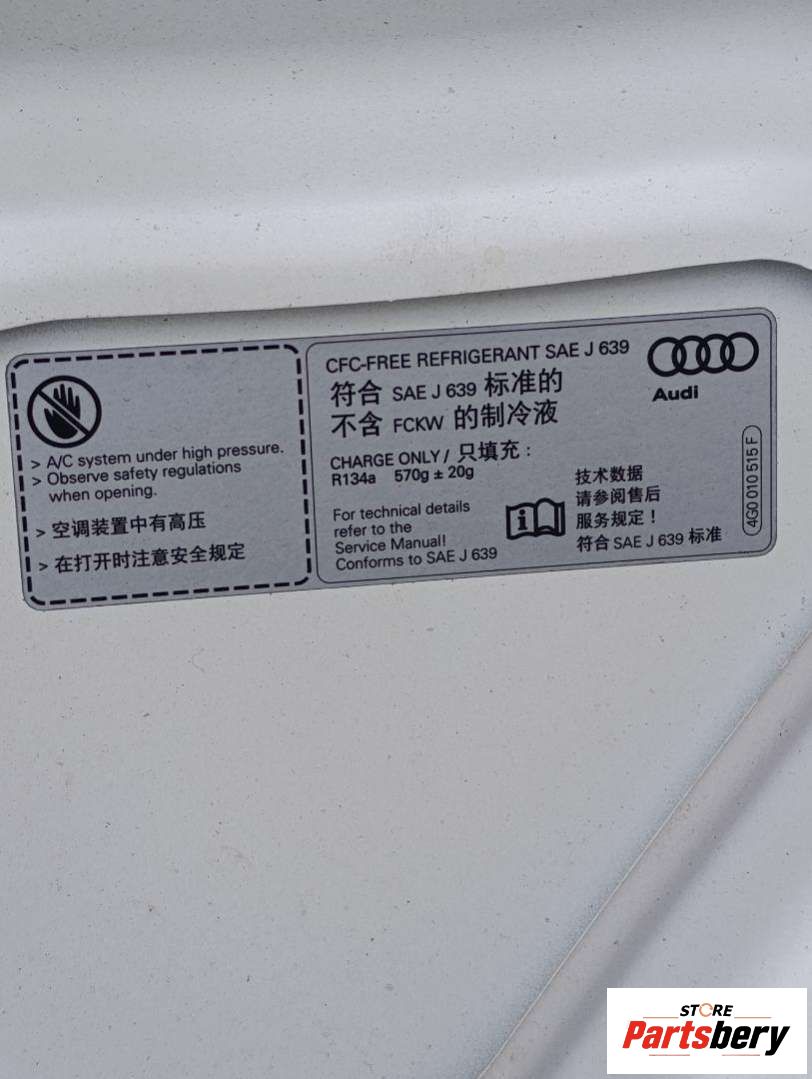 > A/C system under high pressure.
> Observe safety regulations
when opening.
> 空调装置中有高压
> 在打开时注意安全规定
CFC-FREE REFRIGERANT SAE J 639
符合 SAE J 639 标准的
不含 FCKW 的制冷液
CHARGE ONLY / 只填充：
R134a 570g ± 20g
For technical details
refer to the
Service Manual!
Conforms to SAE J 639
i
技术数据
请参阅售后
服务规定！
符合 SAE J 639 标准
Audi
4G0 010 515 F
STORE
Partsbery